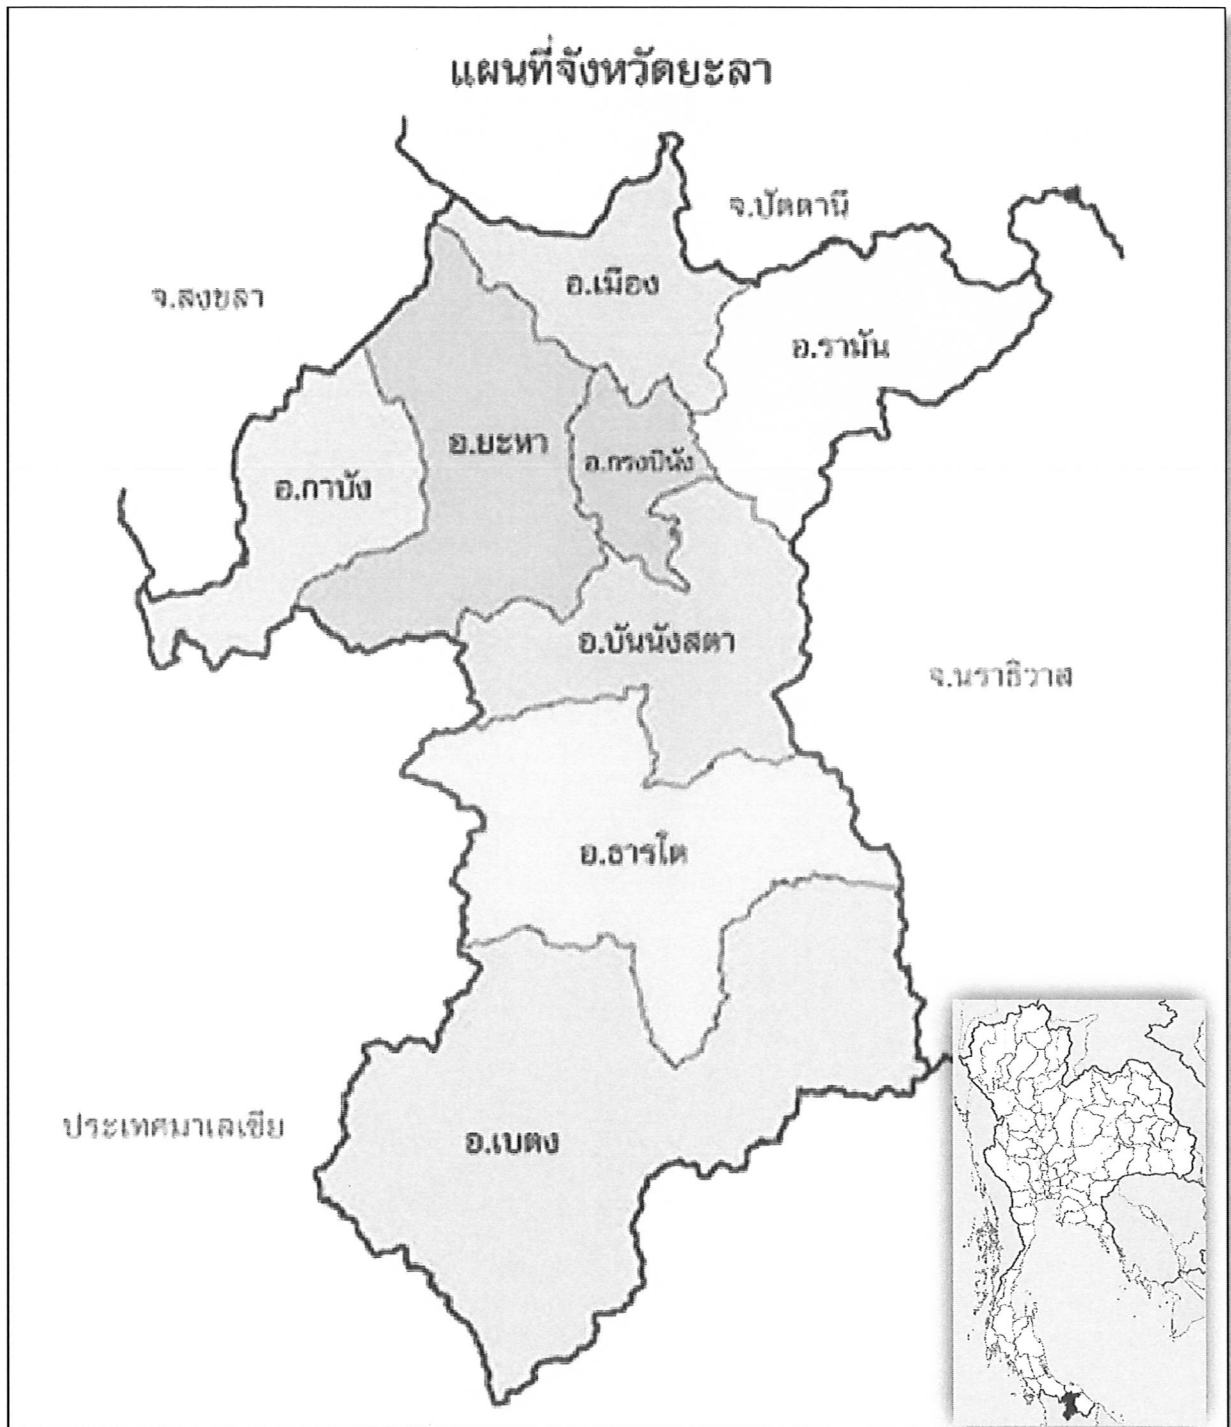 แผนที่จังหวัดยะลา
จ.ปัตตานี
อ.เมือง
จ.สงขลา
อ.รามัน
อ.ยะหา
อ.กรงปินัง
อ.กาบัง
อ.บันนังสตา
จ.นราธิวาส
อ.ธารโต
ประเทศมาเลเซีย
อ.เบตง